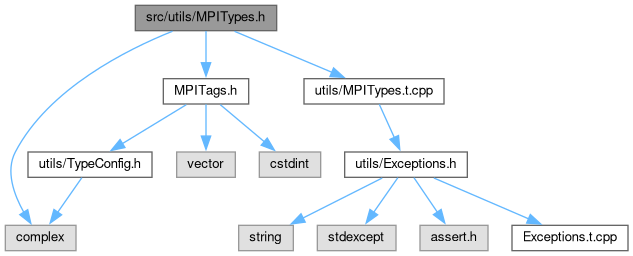 src/utils/MPITypes.h
MPITags.h
utils/MPITypes.t.cpp
utils/TypeConfig.h
vector
cstdint
utils/Exceptions.h
complex
string
stdexcept
assert.h
Exceptions.t.cpp